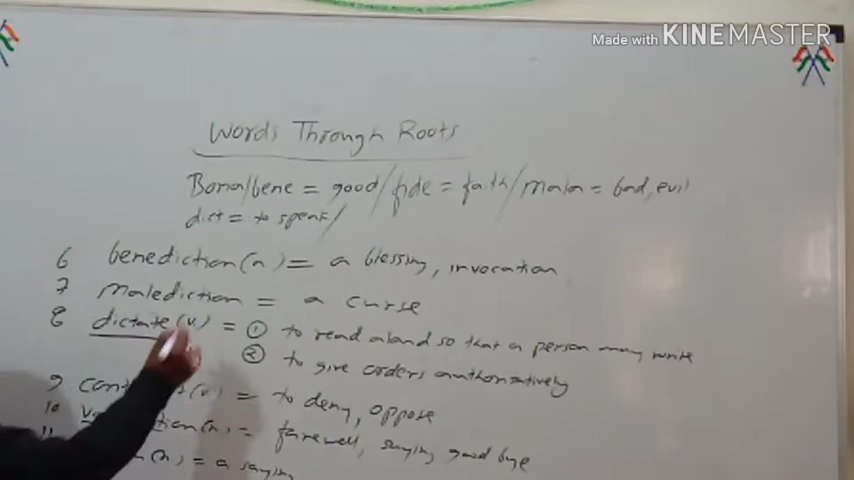 Made with KINEMASTER
Words Through Roots
Bona/bene = good/fide = faith/mala = bad, evil
dict = to speak/
6 benediction(n) = a blessing, invocation
7 malediction = a curse
8 dictate(v) = ① to read aloud so that a person may write
② to give orders authoritatively
9 (v) = to deny, oppose
10 (n) = farewell, saying good bye
11 (n) = a saying